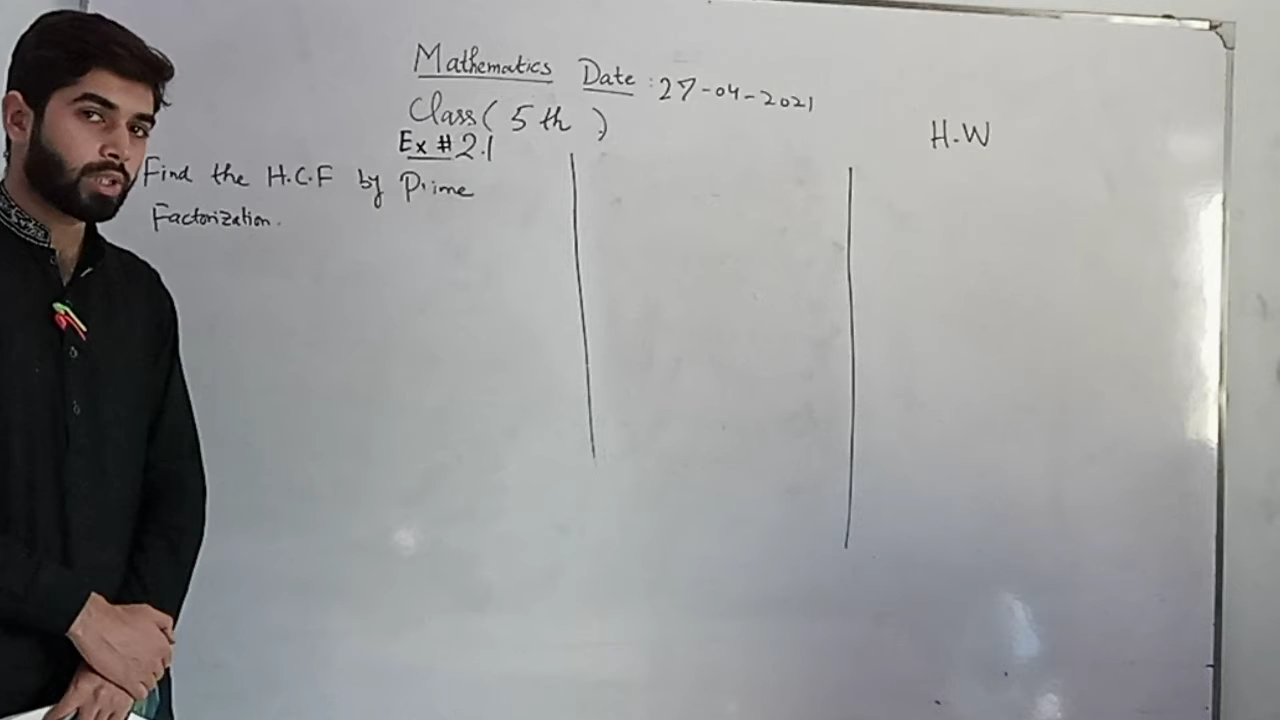 Mathematics Date : 27-04-2021
Class ( 5 th )
Ex # 2.1
H.W
Find the H.C.F by Prime
Factorization.